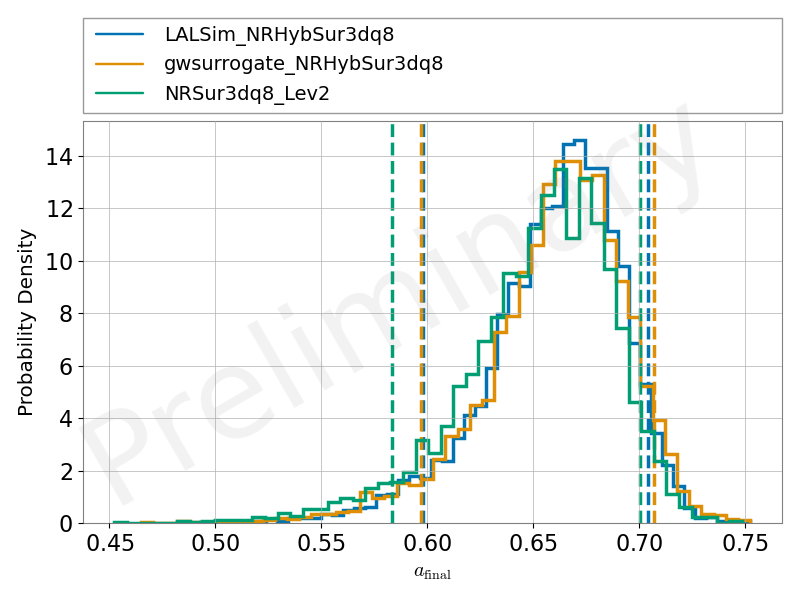 LALSim_NRHybSur3dq8
gwsurrogate_NRHybSur3dq8
NRSur3dq8_Lev2
Preliminary
Probability Density
14
12
10
8
6
4
2
0
0.45 0.50 0.55 0.60 0.65 0.70 0.75
a_final